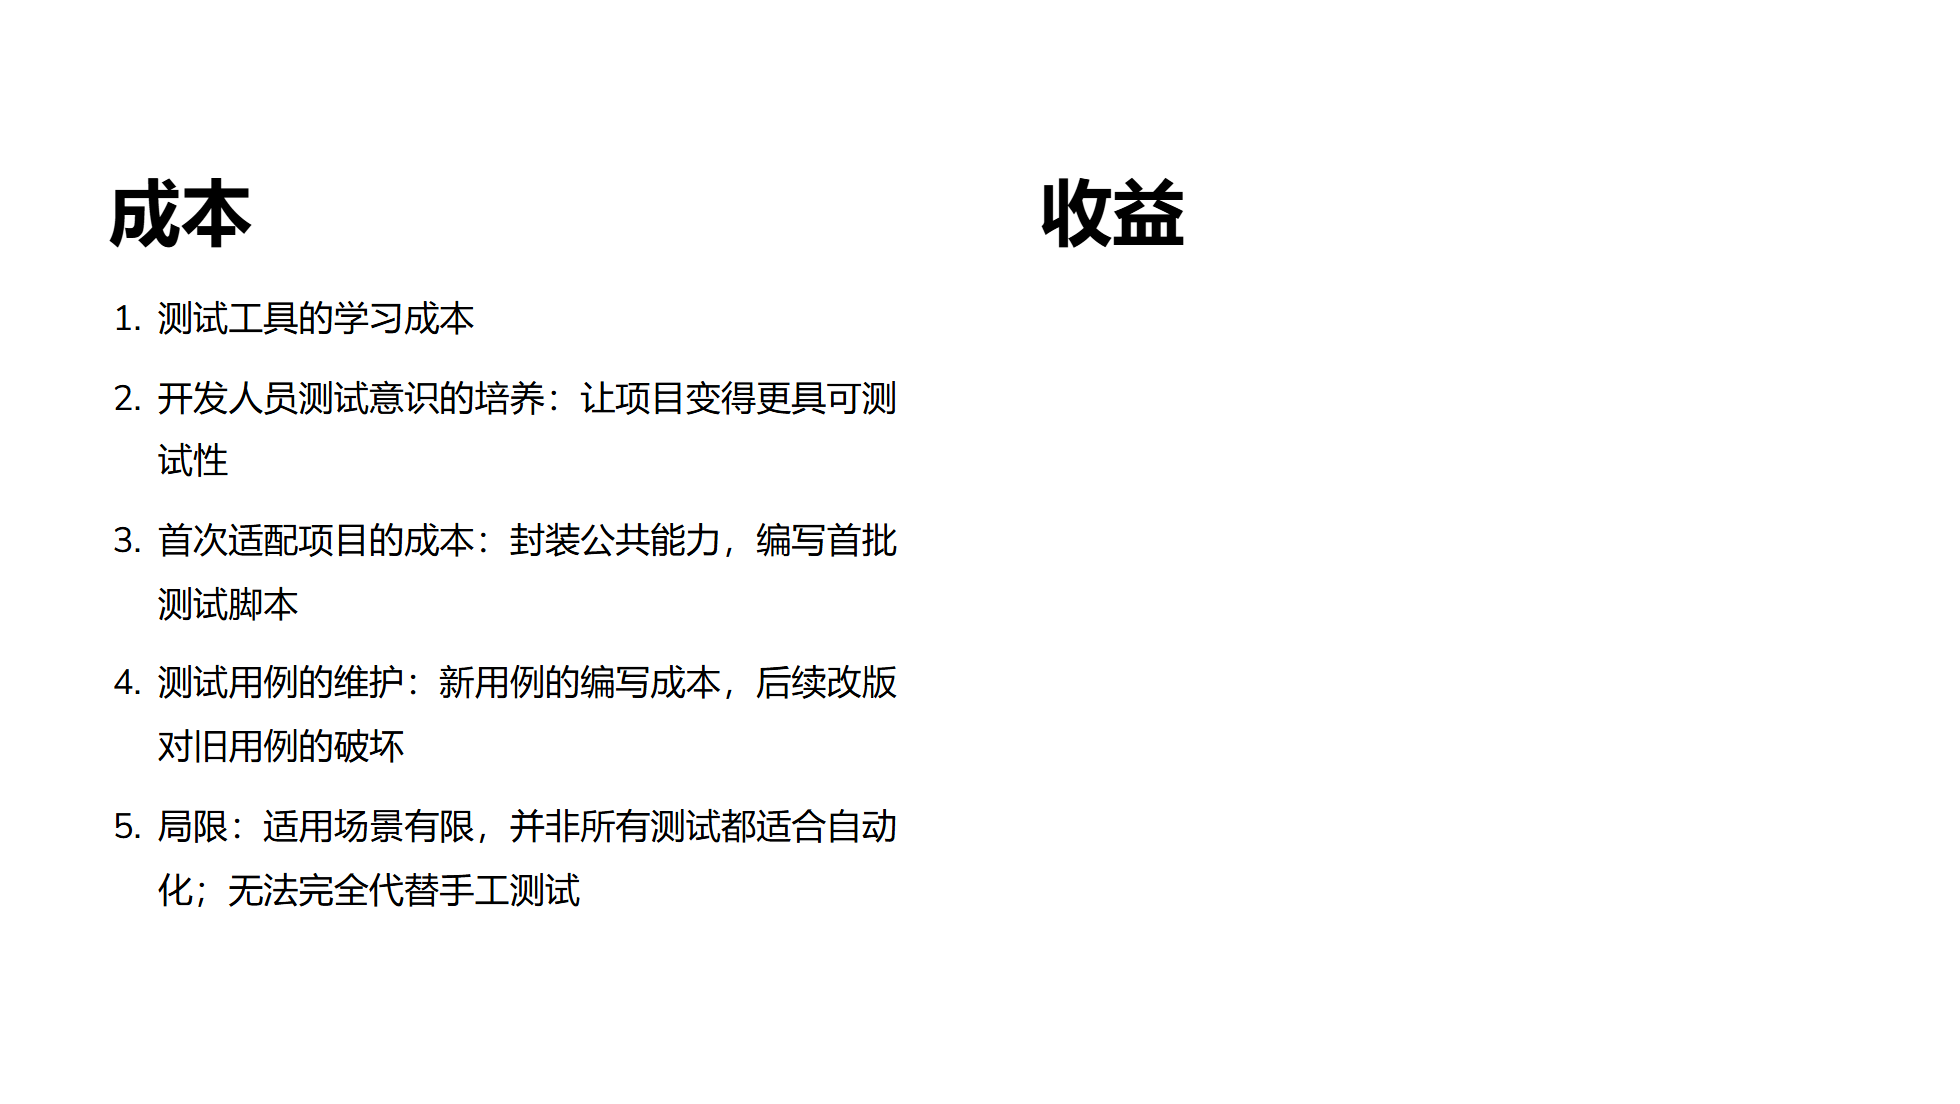 成本
1. 测试工具的学习成本
2. 开发人员测试意识的培养：让项目变得更具可测
试性
3. 首次适配项目的成本：封装公共能力，编写首批
测试脚本
4. 测试用例的维护：新用例的编写成本，后续改版
对旧用例的破坏
5. 局限：适用场景有限，并非所有测试都适合自动
化；无法完全代替手工测试
收益